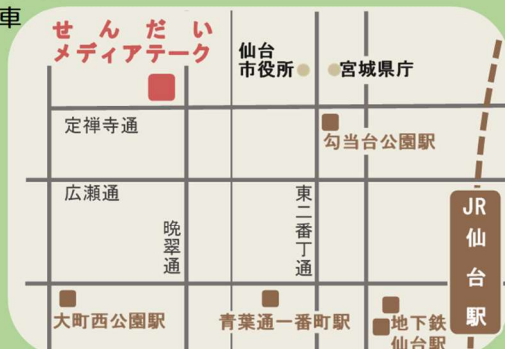 車
せんだい
メディアテーク
仙台
市役所
宮城県庁
定禅寺通
勾当台公園駅
広瀬通
晩翠通
東二番丁通
JR
仙台駅
大町西公園駅
青葉通一番町駅
地下鉄
仙台駅